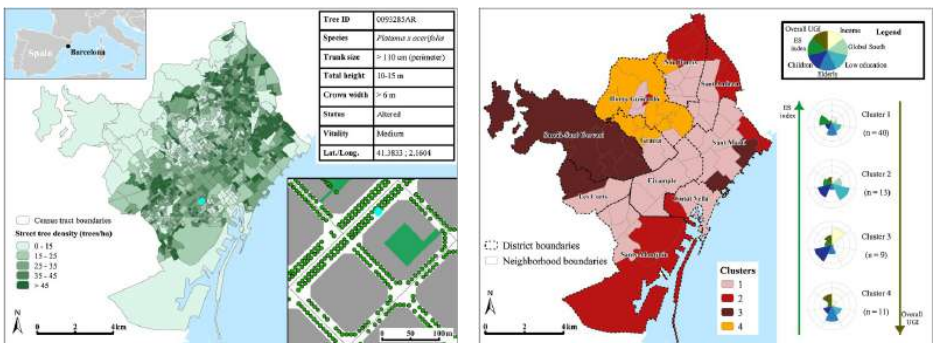 Spain
Barcelona
Tree ID 0093285AR
Species Platanus x acerifolia
Trunk size > 110 cm (perimeter)
Total height 10-15 m
Crown width > 6 m
Status Altered
Vitality Medium
Lat./Long. 41.3833 ; 2.1604
Census tract boundaries
Street tree density (trees/ha)
0 - 15
15 - 25
25 - 35
35 - 45
> 45
N
0 2 4 km
0 50 100 m
Nou Barris
Sant Andreu
Horta Guinardó
Sarrià-Sant Gervasi
Gràcia
Sant Martí
Eixample
Les Corts
Ciutat Vella
Sants-Montjuïc
District boundaries
Neighborhood boundaries
Clusters
1
2
3
4
N
0 2 4 km
Legend
Overall UGI
Income
ES index
Global South
Children
Low education
Elderly
ES index
Cluster 1
(n = 40)
Cluster 2
(n = 13)
Cluster 3
(n = 9)
Cluster 4
(n = 11)
Overall UGI